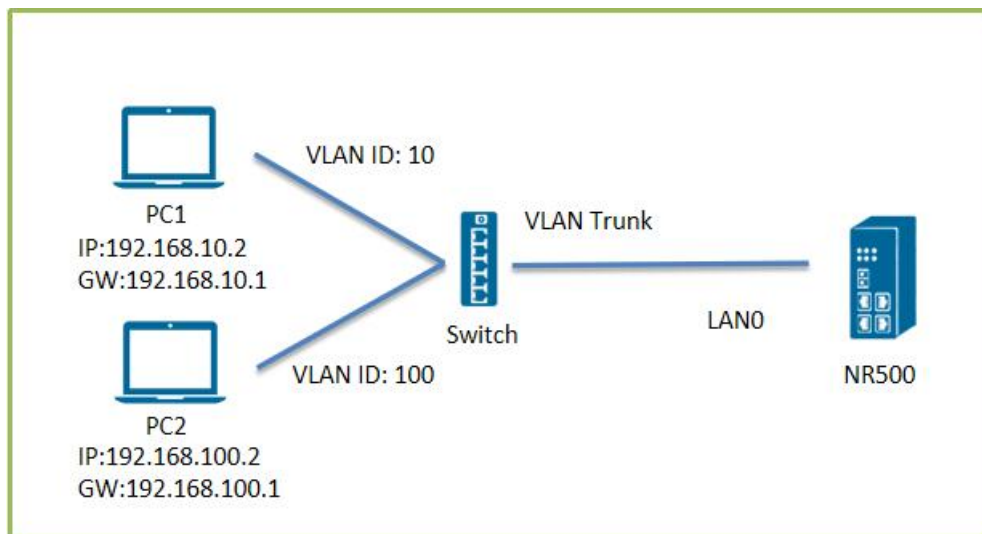 VLAN ID: 10
PC1
IP:192.168.10.2
GW:192.168.10.1
VLAN Trunk
LAN0
Switch
NR500
VLAN ID: 100
PC2
IP:192.168.100.2
GW:192.168.100.1